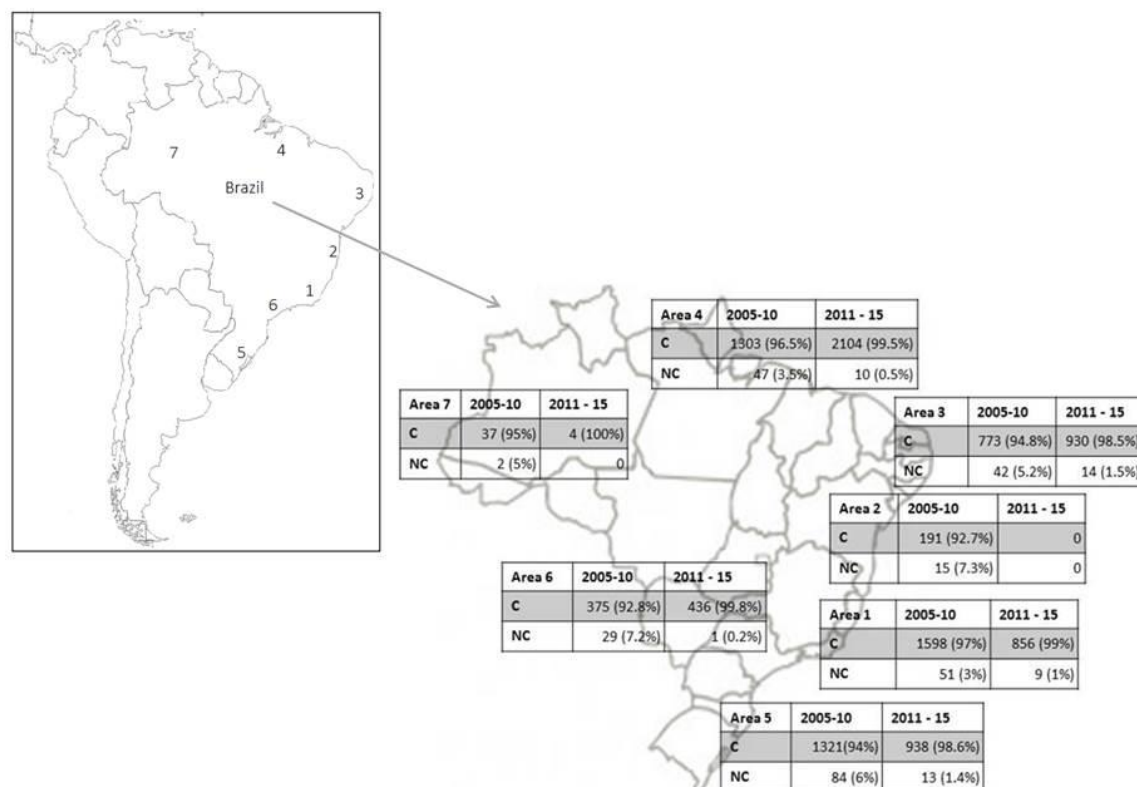 7
4
Brazil
3
2
1
6
5
Area 4 2005-10 2011 - 15
C 1303 (96.5%) 2104 (99.5%)
NC 47 (3.5%) 10 (0.5%)
Area 7 2005-10 2011 - 15
C 37 (95%) 4 (100%)
NC 2 (5%) 0
Area 3 2005-10 2011 - 15
C 773 (94.8%) 930 (98.5%)
NC 42 (5.2%) 14 (1.5%)
Area 2 2005-10 2011 - 15
C 191 (92.7%) 0
NC 15 (7.3%) 0
Area 6 2005-10 2011 - 15
C 375 (92.8%) 436 (99.8%)
NC 29 (7.2%) 1 (0.2%)
Area 1 2005-10 2011 - 15
C 1598 (97%) 856 (99%)
NC 51 (3%) 9 (1%)
Area 5 2005-10 2011 - 15
C 1321(94%) 938 (98.6%)
NC 84 (6%) 13 (1.4%)